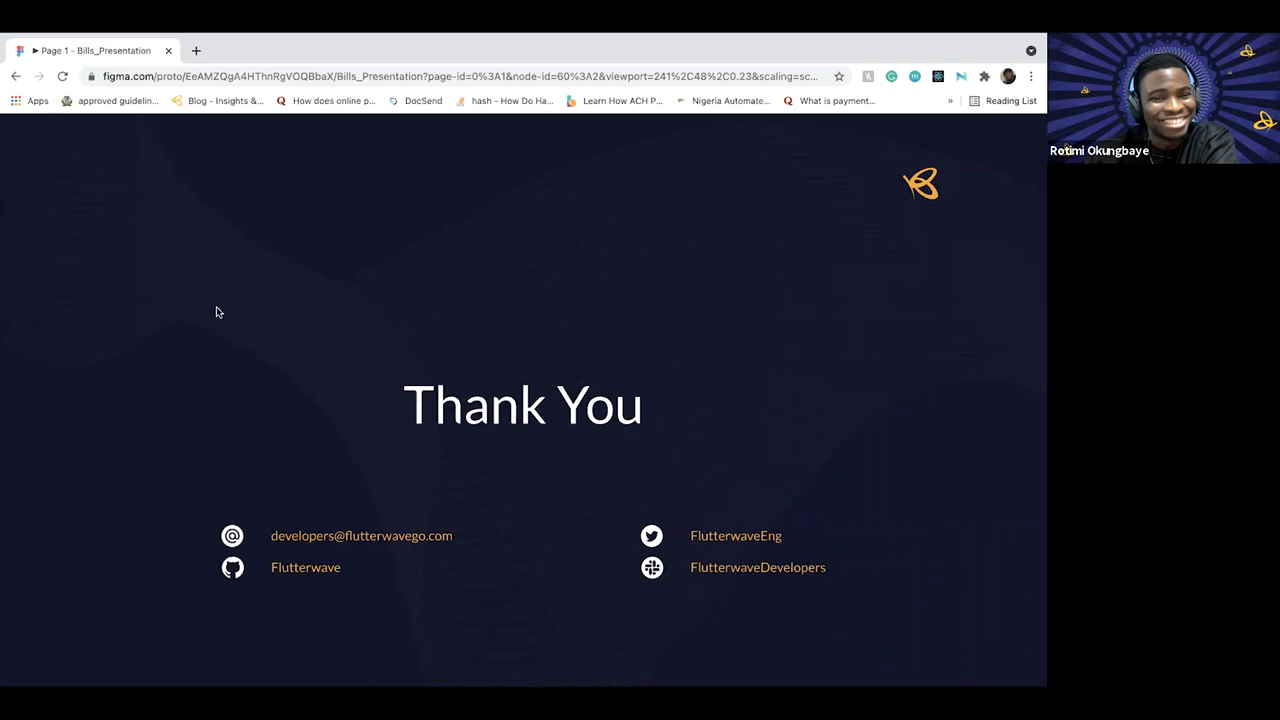 Page 1 - Bills_Presentation
figma.com/proto/EeAMZQgA4HThnRgVOQBbaX/Bills_Presentation?page-id=0%3A1&node-id=60%3A2&viewport=241%2C48%2C0.23&scaling=sc...
Apps approved guidelin... Blog - Insights &... How does online p... DocSend hash - How Do Ha... Learn How ACH P... Nigeria Automate... What is payment... » Reading List
Rotimi Okungbaye
Thank You
developers@flutterwavego.com
FlutterwaveEng
Flutterwave
FlutterwaveDevelopers